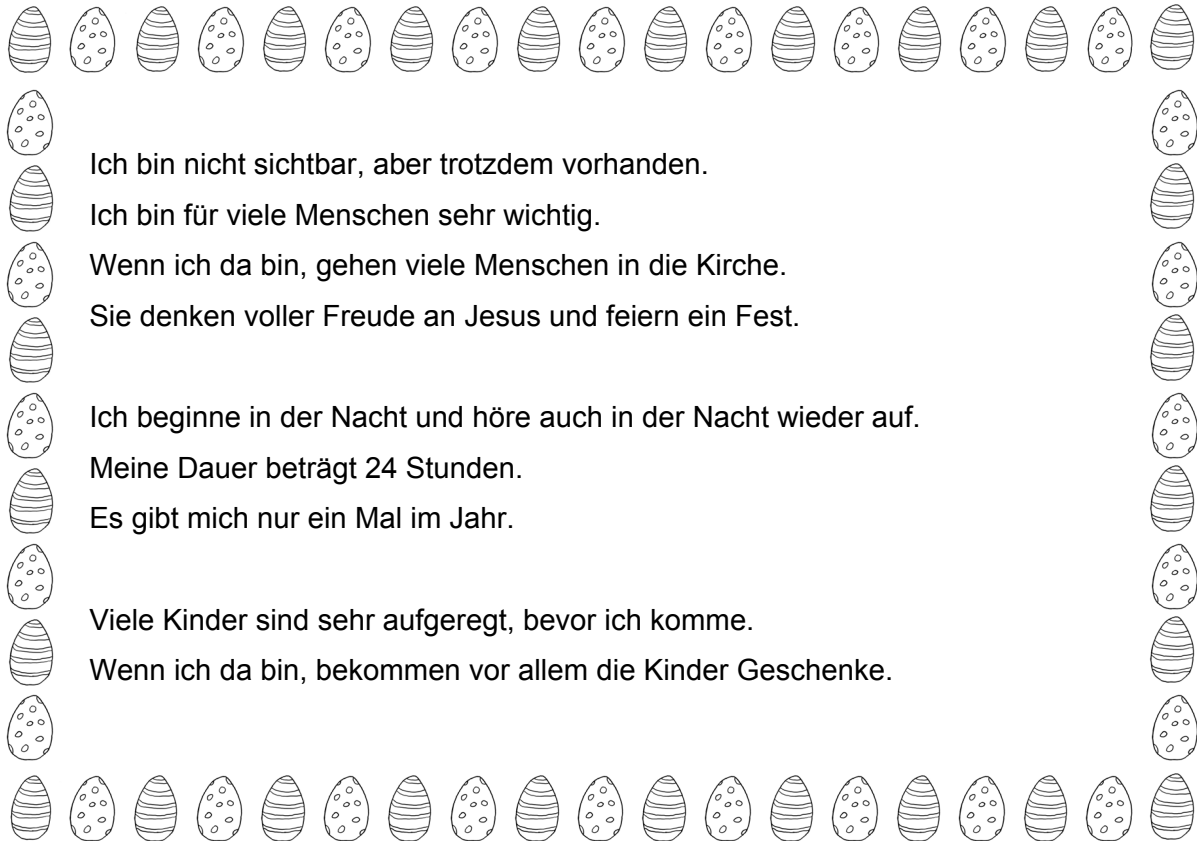 Ich bin nicht sichtbar, aber trotzdem vorhanden.
Ich bin für viele Menschen sehr wichtig.
Wenn ich da bin, gehen viele Menschen in die Kirche.
Sie denken voller Freude an Jesus und feiern ein Fest.
Ich beginne in der Nacht und höre auch in der Nacht wieder auf.
Meine Dauer beträgt 24 Stunden.
Es gibt mich nur ein Mal im Jahr.
Viele Kinder sind sehr aufgeregt, bevor ich komme.
Wenn ich da bin, bekommen vor allem die Kinder Geschenke.